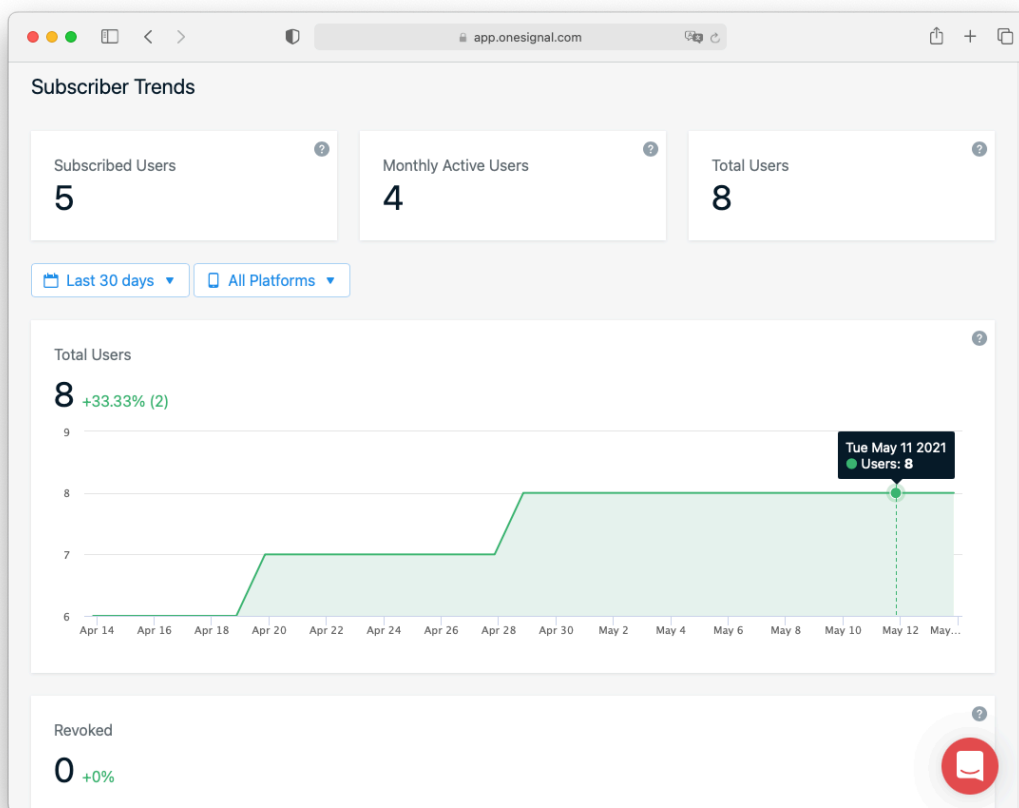 app.onesignal.com
Subscriber Trends
Subscribed Users
?
5
Monthly Active Users
?
4
Total Users
?
8
Last 30 days
All Platforms
Total Users
?
8 +33.33% (2)
9
8
7
6
Tue May 11 2021
Users: 8
Apr 14 Apr 16 Apr 18 Apr 20 Apr 22 Apr 24 Apr 26 Apr 28 Apr 30 May 2 May 4 May 6 May 8 May 10 May 12 May...
Revoked
?
0 +0%